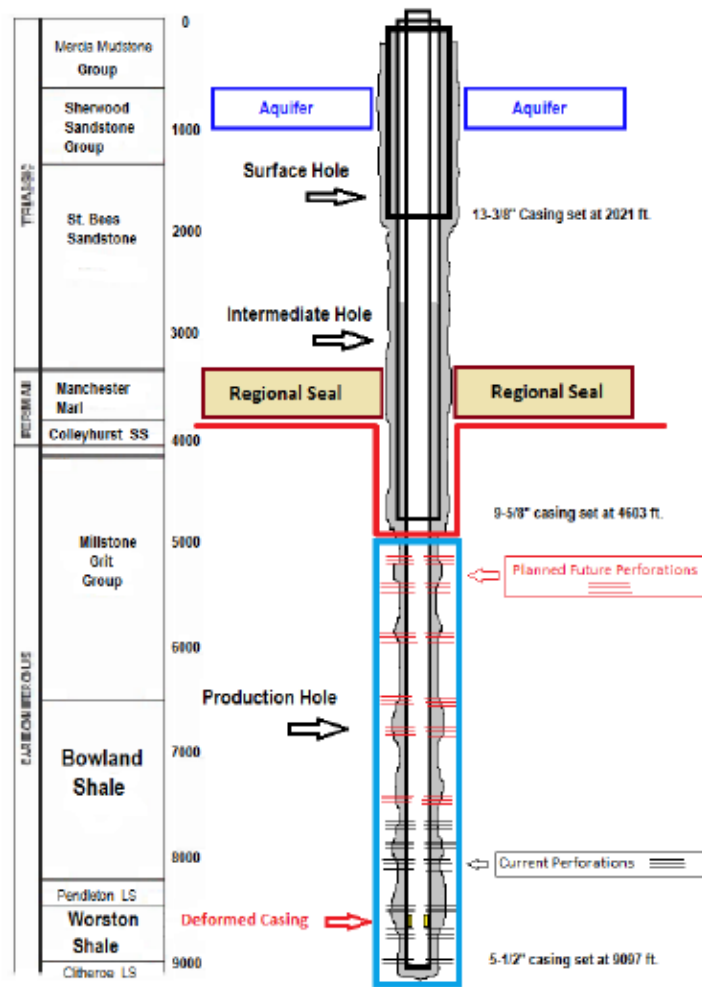 0
Mercia Mudstone
Group
Sherwood
Sandstone
Group
Aquifer
Aquifer
1000
Surface Hole
TRIASSIC
St. Bees
Sandstone
13-3/8" Casing set at 2021 ft.
2000
Intermediate Hole
3000
PERMIAN
Manchester
Marl
Regional Seal
Regional Seal
Colleyhurst SS
4000
9-5/8" casing set at 4603 ft.
Millstone
Grit
Group
5000
Planned Future Perforations
6000
CARBONIFEROUS
Production Hole
7000
Bowland
Shale
8000
Current Perforations
Pendleton LS
Worston
Shale
Deformed Casing
9000
5-1/2" casing set at 9097 ft.
Clitheroe LS